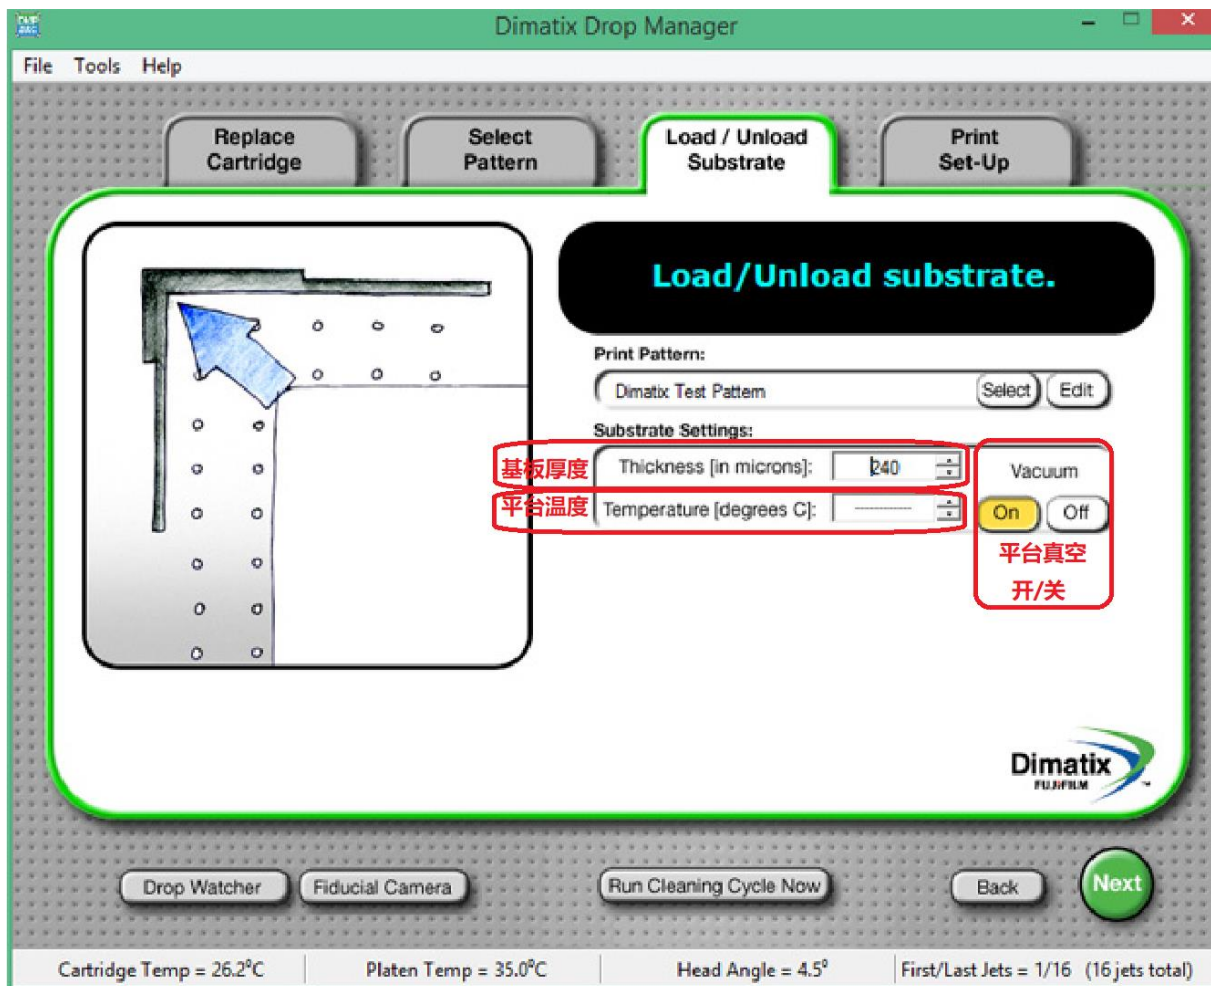 Dimatix Drop Manager
File Tools Help
Replace
Cartridge
Select
Pattern
Load / Unload
Substrate
Print
Set-Up
Load/Unload substrate.
Print Pattern:
Dimatix Test Pattern Select Edit
Substrate Settings:
基板厚度 Thickness [in microns]: 240
平台温度 Temperature [degrees C]: ----------
Vacuum
On Off
平台真空
开/关
Dimatix
FUJIFILM
Drop Watcher Fiducial Camera Run Cleaning Cycle Now Back Next
Cartridge Temp = 26.2⁰C Platen Temp = 35.0⁰C Head Angle = 4.5⁰ First/Last Jets = 1/16 (16 jets total)